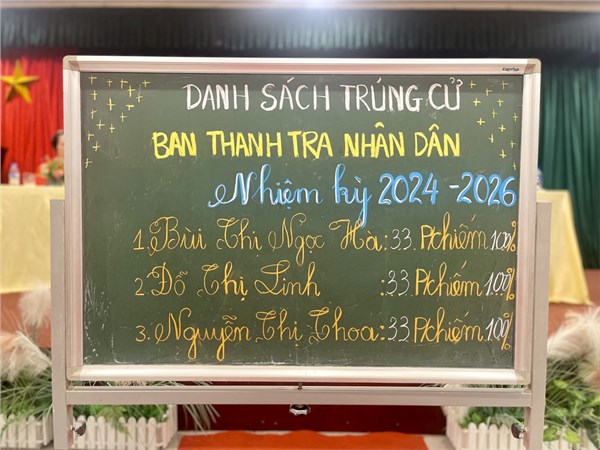 DANH SÁCH TRÚNG CỬ
BAN THANH TRA NHÂN DÂN
Nhiệm kỳ 2024 - 2026
1. Bùi Thị Ngọc Hà: 33 P/chiếm 100%
2. Đỗ Thị Linh : 33 P/chiếm 100%
3. Nguyễn Thị Thoa: 33 P/chiếm 100%